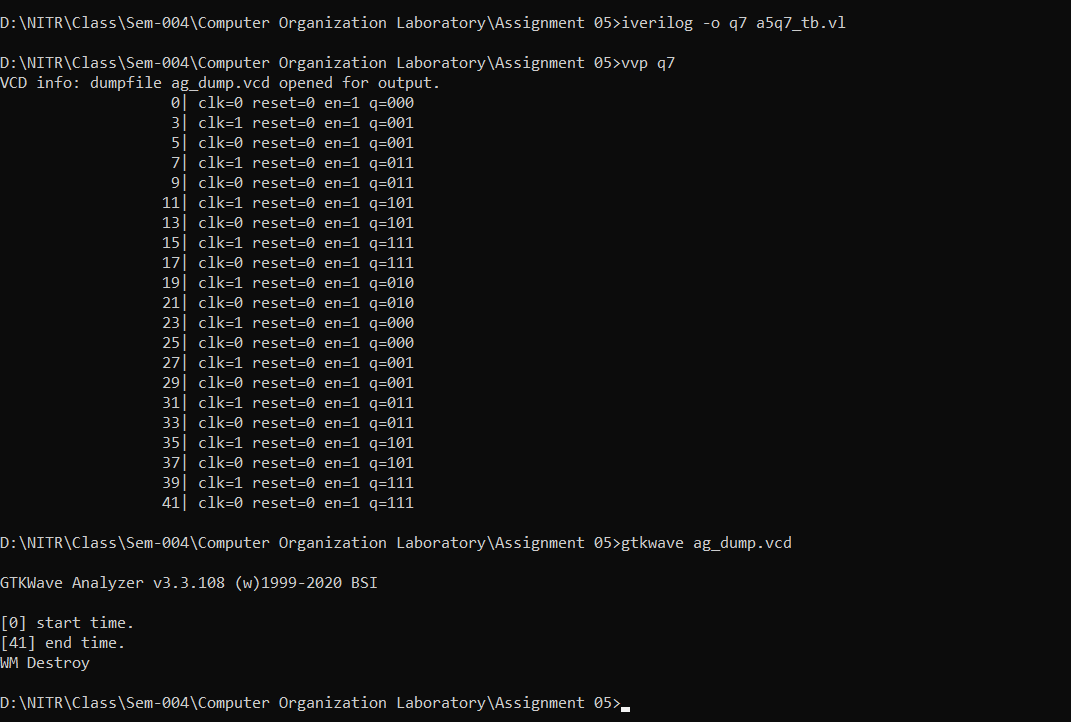 D:\NITR\Class\Sem-004\Computer Organization Laboratory\Assignment 05>iverilog -o q7 a5q7_tb.vl
D:\NITR\Class\Sem-004\Computer Organization Laboratory\Assignment 05>vvp q7
VCD info: dumpfile ag_dump.vcd opened for output.
                   0| clk=0 reset=0 en=1 q=000
                   3| clk=1 reset=0 en=1 q=001
                   5| clk=0 reset=0 en=1 q=001
                   7| clk=1 reset=0 en=1 q=011
                   9| clk=0 reset=0 en=1 q=011
                  11| clk=1 reset=0 en=1 q=101
                  13| clk=0 reset=0 en=1 q=101
                  15| clk=1 reset=0 en=1 q=111
                  17| clk=0 reset=0 en=1 q=111
                  19| clk=1 reset=0 en=1 q=010
                  21| clk=0 reset=0 en=1 q=010
                  23| clk=1 reset=0 en=1 q=000
                  25| clk=0 reset=0 en=1 q=000
                  27| clk=1 reset=0 en=1 q=001
                  29| clk=0 reset=0 en=1 q=001
                  31| clk=1 reset=0 en=1 q=011
                  33| clk=0 reset=0 en=1 q=011
                  35| clk=1 reset=0 en=1 q=101
                  37| clk=0 reset=0 en=1 q=101
                  39| clk=1 reset=0 en=1 q=111
                  41| clk=0 reset=0 en=1 q=111
D:\NITR\Class\Sem-004\Computer Organization Laboratory\Assignment 05>gtkwave ag_dump.vcd
GTKWave Analyzer v3.3.108 (w)1999-2020 BSI
[0] start time.
[41] end time.
WM Destroy
D:\NITR\Class\Sem-004\Computer Organization Laboratory\Assignment 05>